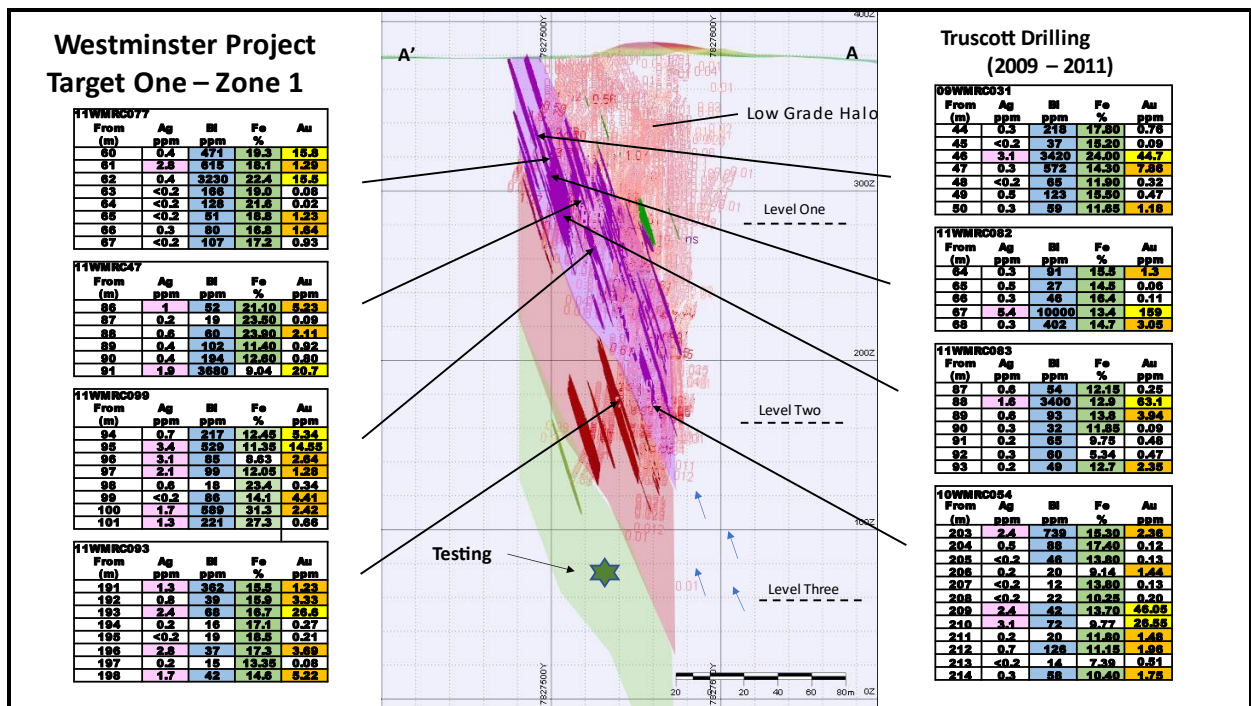 Westminster Project
Target One – Zone 1
11WMRC077
From Ag Bi Fe Au
(m) ppm ppm % ppm
60 0.4 471 19.3 15.8
61 2.8 615 18.1 1.29
62 0.4 3230 22.4 15.5
63 <0.2 166 19.0 0.08
64 <0.2 128 21.6 0.02
65 <0.2 51 18.8 1.23
66 0.3 80 16.8 1.64
67 <0.2 107 17.2 0.93
11WMRC47
From Ag Bi Fe Au
(m) ppm ppm % ppm
86 1 52 21.10 5.23
87 0.2 19 23.50 0.09
88 0.6 60 23.90 2.11
89 0.4 102 11.40 0.92
90 0.4 194 12.60 0.80
91 1.9 3680 9.04 20.7
11WMRC099
From Ag Bi Fe Au
(m) ppm ppm % ppm
94 0.7 217 12.45 5.34
95 3.4 529 11.35 14.55
96 3.1 85 8.63 2.64
97 2.1 99 12.05 1.28
98 0.6 18 23.4 0.34
99 <0.2 86 14.1 4.41
100 1.7 589 31.3 2.42
101 1.3 221 27.3 0.66
11WMRC093
From Ag Bi Fe Au
(m) ppm ppm % ppm
191 1.3 362 15.5 1.23
192 0.8 39 15.9 3.33
193 2.4 68 16.7 26.6
194 0.2 16 17.1 0.27
195 <0.2 19 18.5 0.21
196 2.8 37 17.3 3.69
197 0.2 15 13.35 0.06
198 1.7 42 14.6 5.22
A’
A
7827500Y
7827600Y
400Z
Low Grade Halo
300Z
Level One
ns
200Z
Level Two
100Z
Testing
Level Three
0Z
7827500Y
7827600Y
20 0 20 40 60 80m
Truscott Drilling
(2009 – 2011)
09WMRC031
From Ag Bi Fe Au
(m) ppm ppm % ppm
44 0.3 218 17.80 0.76
45 <0.2 37 15.20 0.09
46 3.1 3420 24.00 44.7
47 0.3 572 14.30 7.86
48 <0.2 65 11.90 0.32
49 0.5 123 15.50 0.47
50 0.3 59 11.65 1.18
11WMRC082
From Ag Bi Fe Au
(m) ppm ppm % ppm
64 0.3 91 15.5 1.3
65 0.5 27 14.5 0.06
66 0.3 46 16.4 0.11
67 5.4 10000 13.4 159
68 0.3 402 14.7 3.05
11WMRC083
From Ag Bi Fe Au
(m) ppm ppm % ppm
87 0.6 54 12.15 0.25
88 1.6 3400 12.9 63.1
89 0.6 93 13.8 3.94
90 0.3 32 11.85 0.09
91 0.2 65 9.75 0.48
92 0.3 60 5.34 0.47
93 0.2 49 12.7 2.35
10WMRC054
From Ag Bi Fe Au
(m) ppm ppm % ppm
203 2.4 739 15.30 2.36
204 0.5 88 17.40 0.12
205 <0.2 46 13.80 0.13
206 <0.2 20 9.14 1.44
207 <0.2 12 13.80 0.13
208 <0.2 22 10.25 0.20
209 2.4 42 13.70 46.05
210 3.1 72 9.77 26.55
211 0.2 20 11.80 1.48
212 0.7 126 11.15 1.96
213 <0.2 14 7.39 0.51
214 0.3 58 10.40 1.75